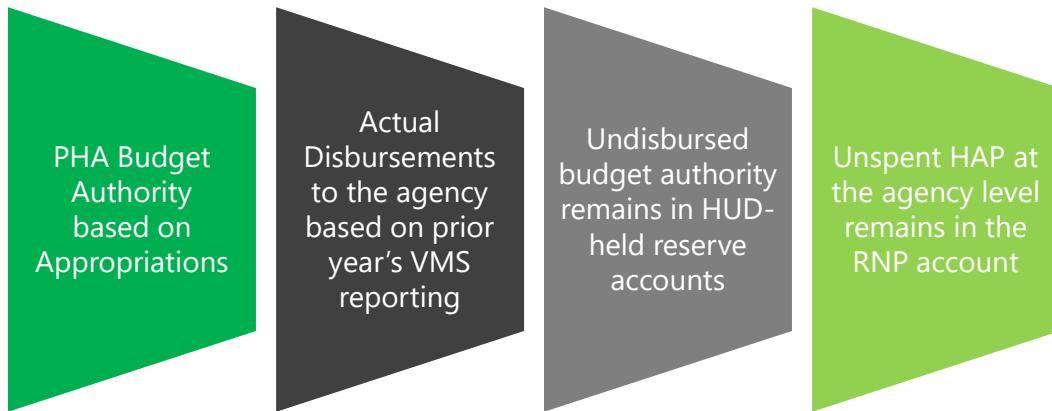 PHA Budget
Authority
based on
Appropriations
Actual
Disbursements
to the agency
based on prior
year’s VMS
reporting
Undisbursed
budget authority
remains in HUD-
held reserve
accounts
Unspent HAP at
the agency level
remains in the
RNP account